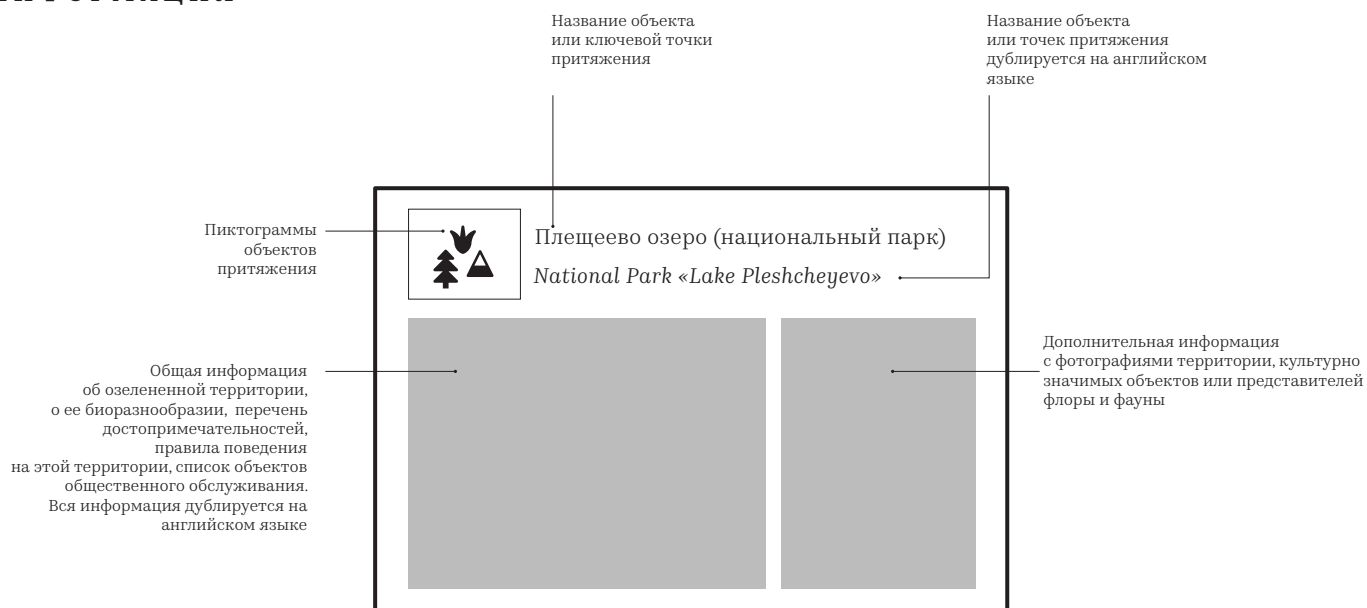 Название объекта
или ключевой точки
притяжения
Название объекта
или точек притяжения
дублируется на английском
языке
Пиктограммы
объектов
притяжения
Плещеево озеро (национальный парк)
National Park «Lake Pleshcheyevo»
Общая информация
об озелененной территории,
о ее биоразнообразии, перечень
достопримечательностей,
правила поведения
на этой территории, список объектов
общественного обслуживания.
Вся информация дублируется на
английском языке
Дополнительная информация
с фотографиями территории, культурно
значимых объектов или представителей
флоры и фауны